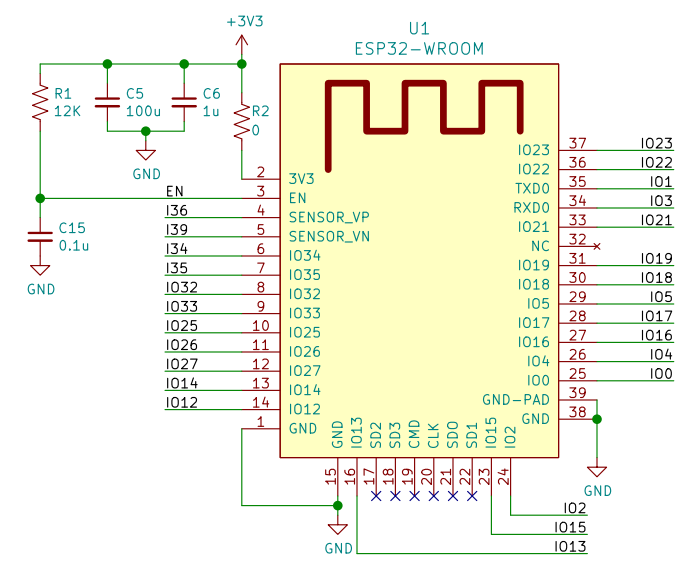 +3V3
U1
ESP32-WROOM
R1
12K
C5
100u
C6
1u
R2
0
GND
EN
I36
I39
I34
I35
IO32
IO33
IO25
IO26
IO27
IO14
IO12
C15
0.1u
GND
2 3V3
3 EN
4 SENSOR_VP
5 SENSOR_VN
6 IO34
7 IO35
8 IO32
9 IO33
10 IO25
11 IO26
12 IO27
13 IO14
14 IO12
1 GND
IO23 37 IO23
IO22 36 IO22
TXD0 35 IO1
RXD0 34 IO3
IO21 33 IO21
NC 32
IO19 31 IO19
IO18 30 IO18
IO5 29 IO5
IO17 28 IO17
IO16 27 IO16
IO4 26 IO4
IO0 25 IO0
GND-PAD 39
GND 38
GND 15
IO13 16
SD2 17
SD3 18
CMD 19
CLK 20
SD0 21
SD1 22
IO15 23
IO2 24
GND
GND
IO2
IO15
IO13